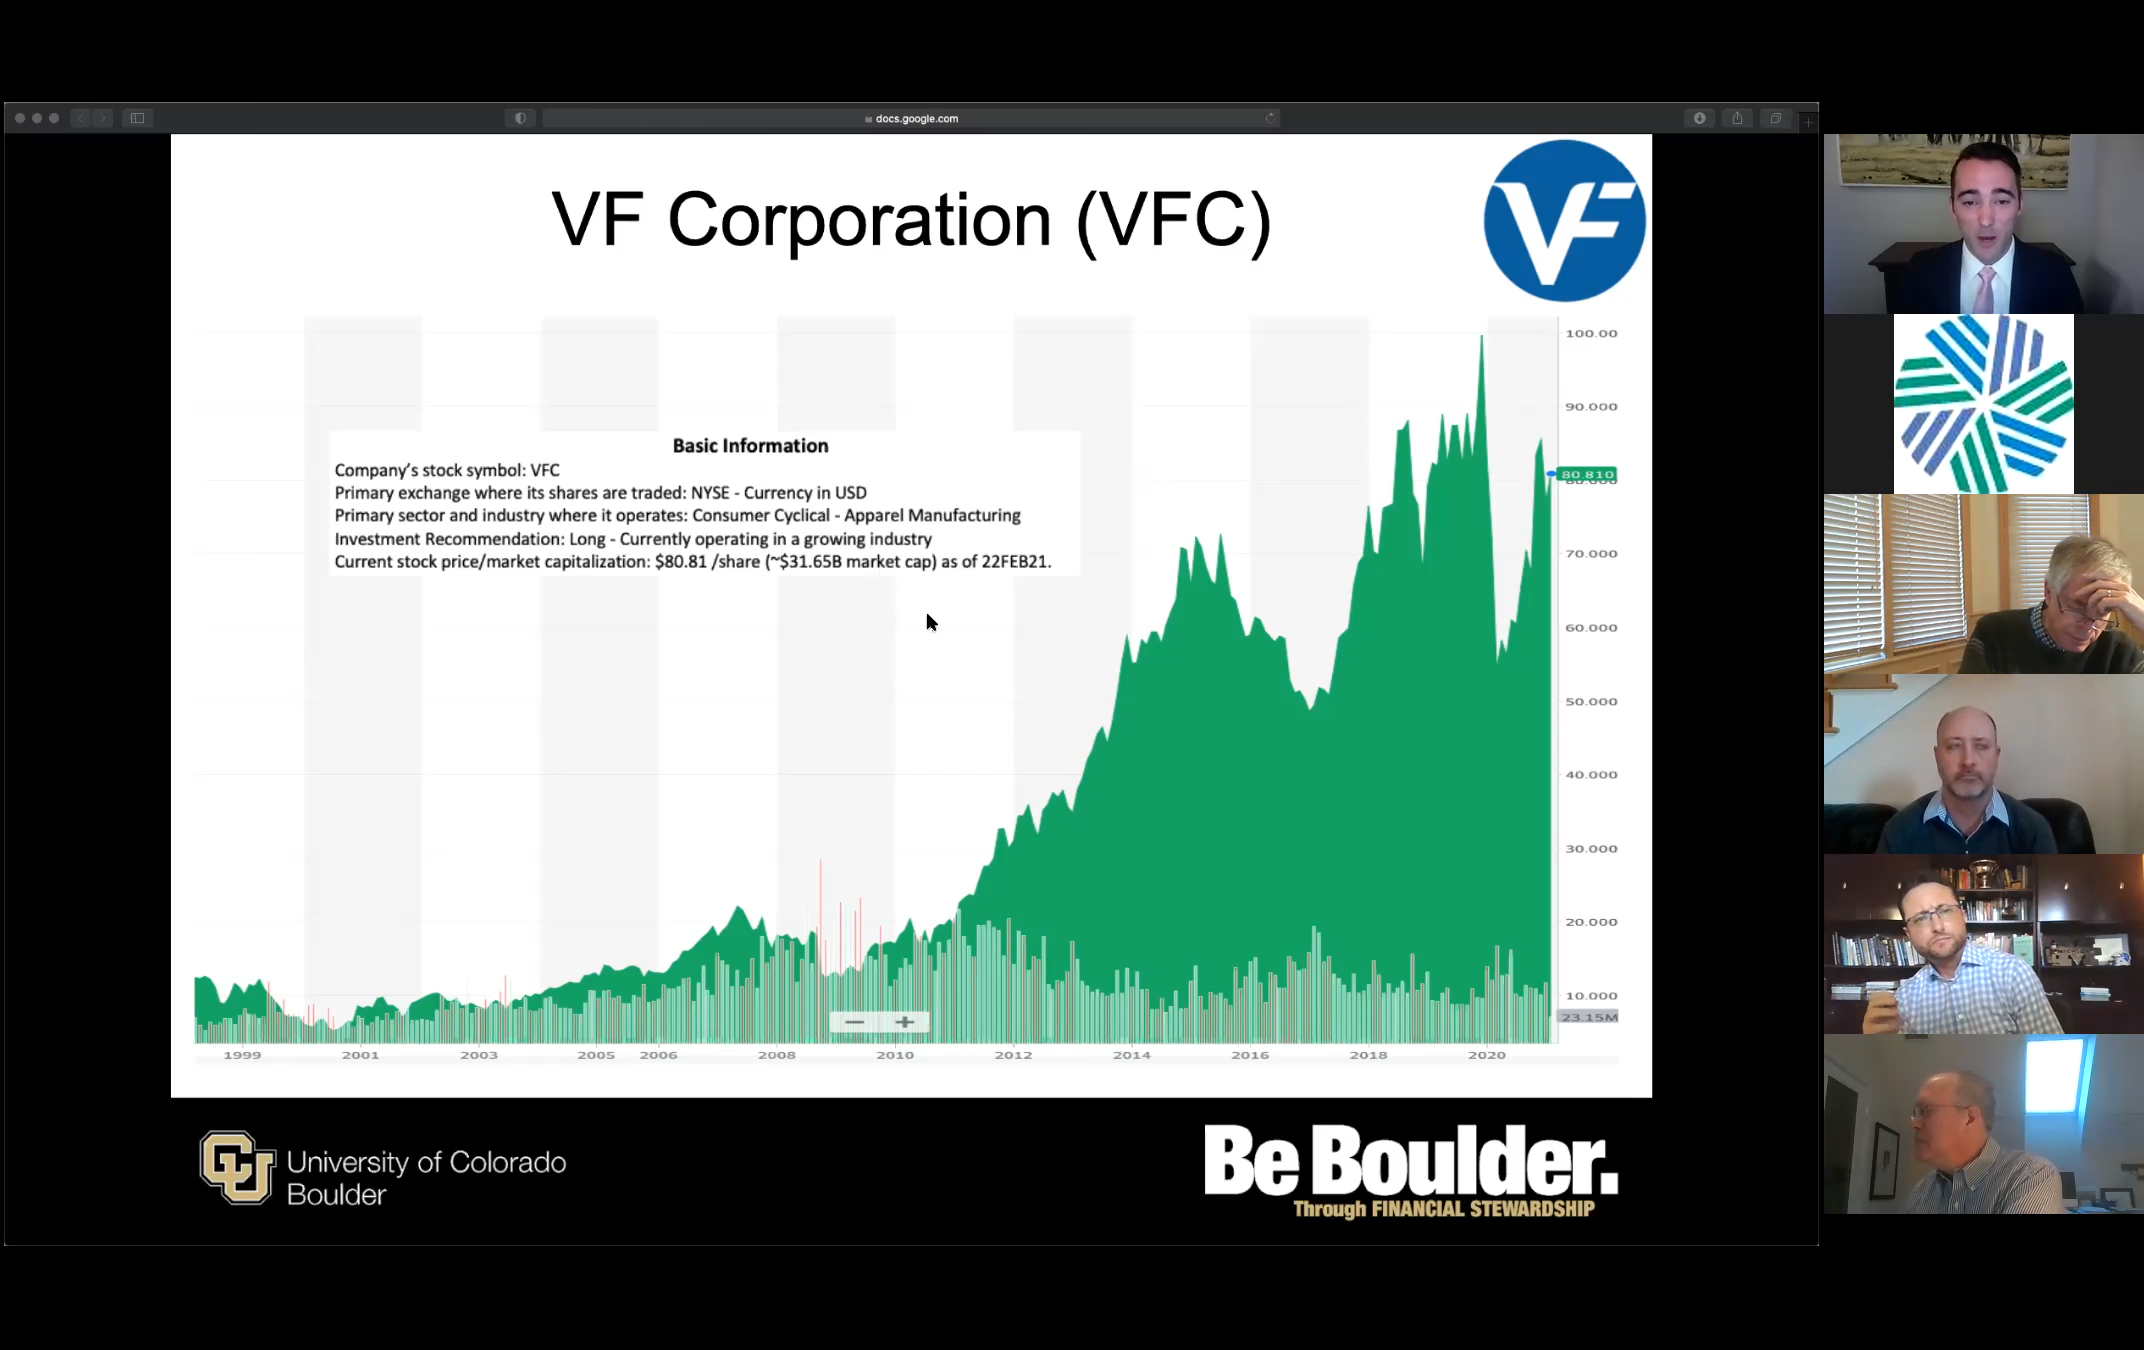 docs.google.com
VF Corporation (VFC)
VF
Basic Information
Company's stock symbol: VFC
Primary exchange where its shares are traded: NYSE - Currency in USD
Primary sector and industry where it operates: Consumer Cyclical - Apparel Manufacturing
Investment Recommendation: Long - Currently operating in a growing industry
Current stock price/market capitalization: $80.81 /share (~$31.65B market cap) as of 22FEB21.
100.00
90.000
80.810
80.000
70.000
60.000
50.000
40.000
30.000
20.000
10.000
23.15M
1999 2001 2003 2005 2006 2008 2010 2012 2014 2016 2018 2020
CU
University of Colorado
Boulder
Be Boulder.
Through FINANCIAL STEWARDSHIP